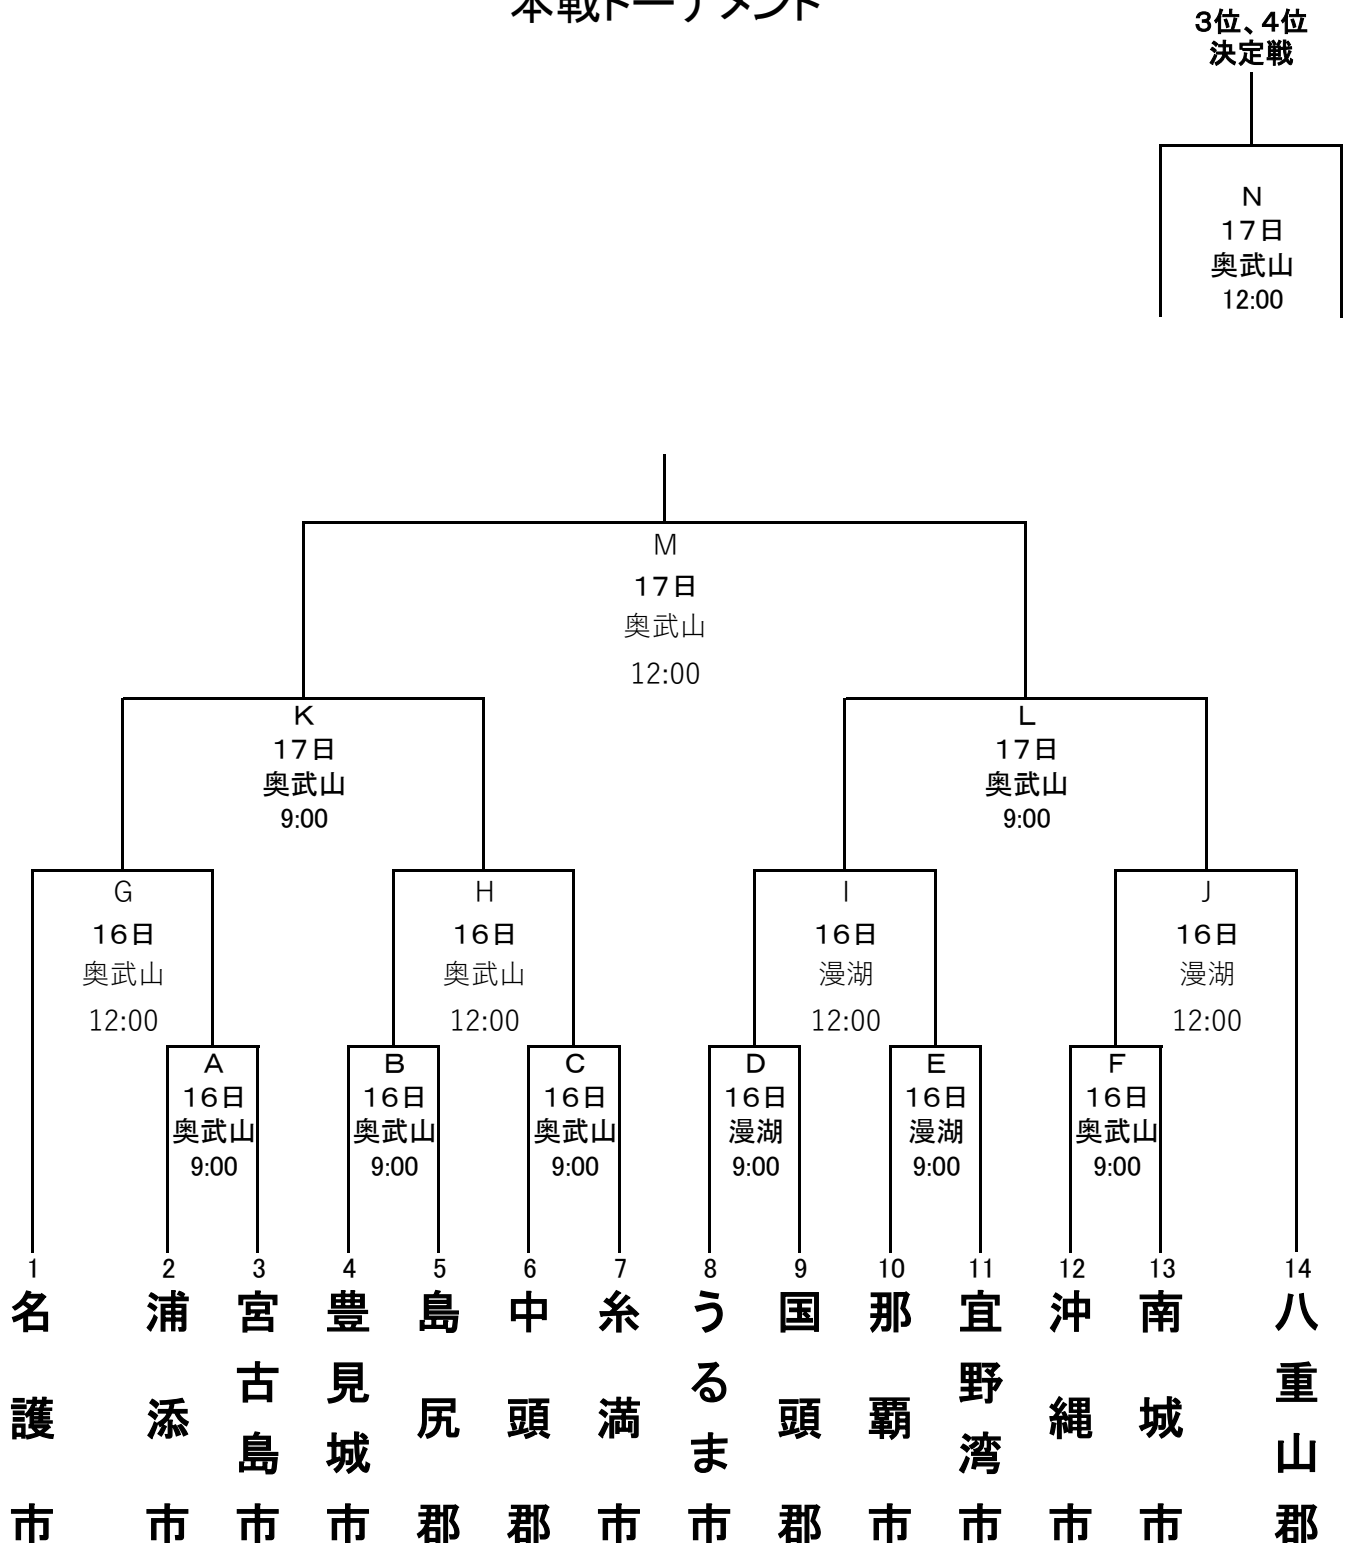 本戦トーナメント
３位、４位
決定戦
N
１７日
奥武山
12:00
M
１７日
奥武山
12:00
K
１７日
奥武山
9:00
L
１７日
奥武山
9:00
G
１６日
奥武山
12:00
H
１６日
奥武山
12:00
I
１６日
漫湖
12:00
J
１６日
漫湖
12:00
A
１６日
奥武山
9:00
B
１６日
奥武山
9:00
C
１６日
奥武山
9:00
D
１６日
漫湖
9:00
E
１６日
漫湖
9:00
F
１６日
奥武山
9:00
1
名護市
2
浦添市
3
宮古島市
4
豊見城市
5
島尻郡
6
中頭郡
7
糸満市
8
うるま市
9
国頭郡
10
那覇市
11
宜野湾市
12
沖縄市
13
南城市
14
八重山郡